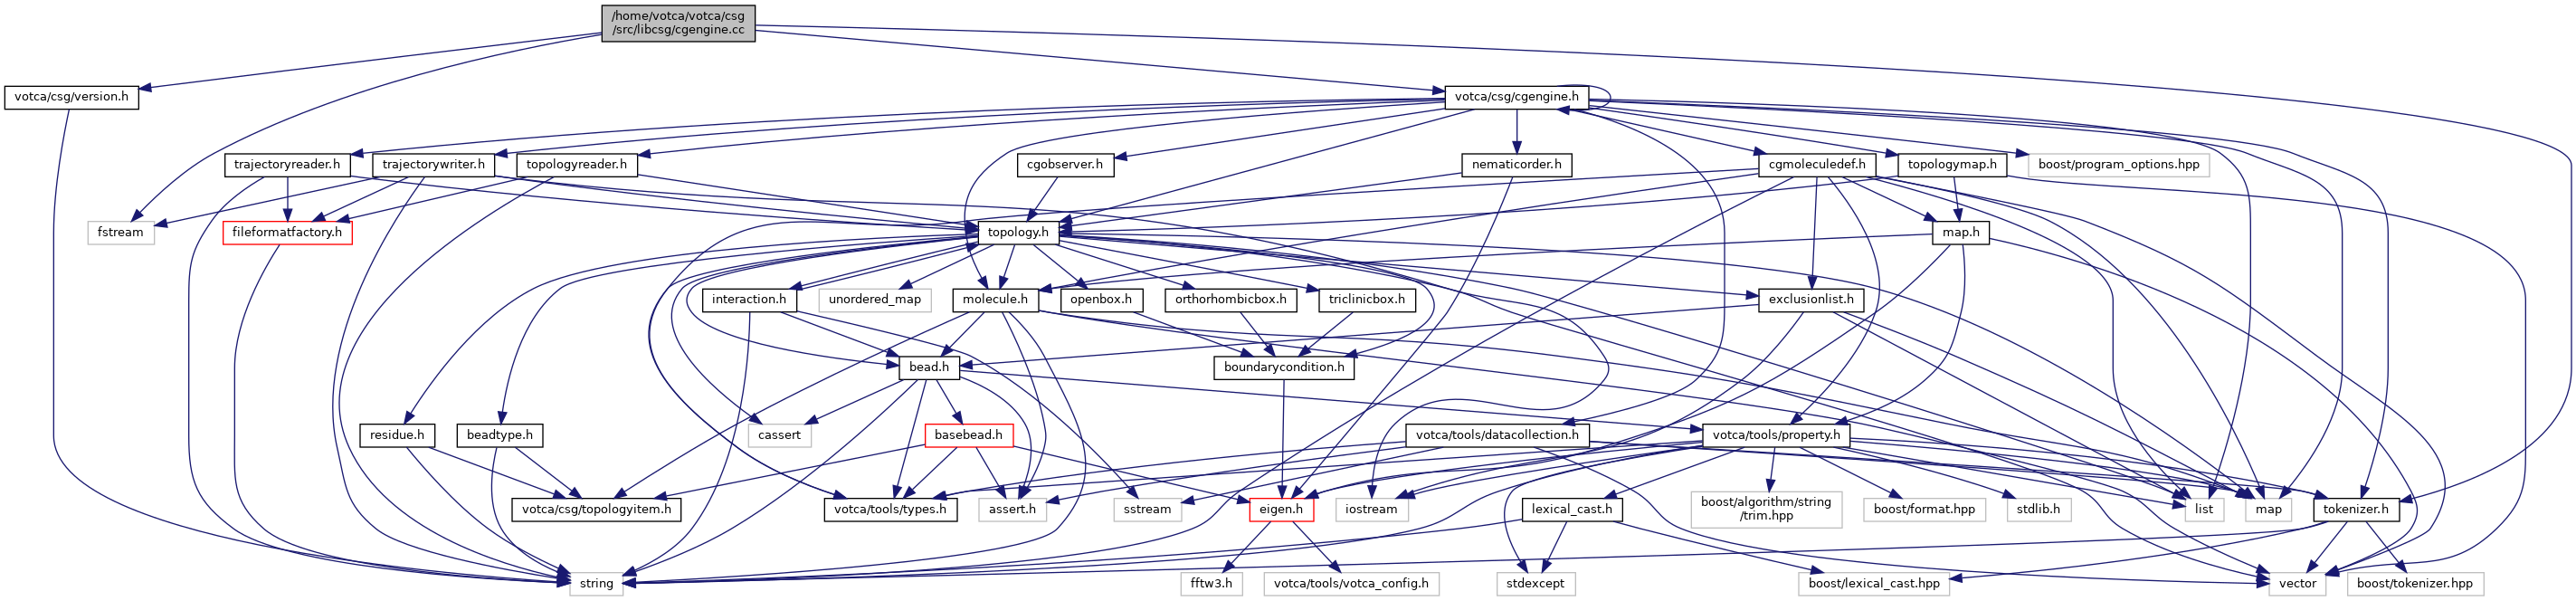 /home/votca/votca/csg
/src/libcsg/cgengine.cc
votca/csg/version.h
votca/csg/cgengine.h
trajectoryreader.h
trajectorywriter.h
topologyreader.h
cgobserver.h
nematicorder.h
cgmoleculedef.h
topologymap.h
boost/program_options.hpp
fstream
fileformatfactory.h
topology.h
map.h
interaction.h
unordered_map
molecule.h
openbox.h
orthorhombicbox.h
triclinicbox.h
exclusionlist.h
bead.h
boundarycondition.h
residue.h
beadtype.h
cassert
basebead.h
votca/tools/datacollection.h
votca/tools/property.h
votca/csg/topologyitem.h
votca/tools/types.h
assert.h
sstream
eigen.h
iostream
lexical_cast.h
boost/algorithm/string
/trim.hpp
boost/format.hpp
stdlib.h
list
map
tokenizer.h
string
fftw3.h
votca/tools/votca_config.h
stdexcept
boost/lexical_cast.hpp
vector
boost/tokenizer.hpp